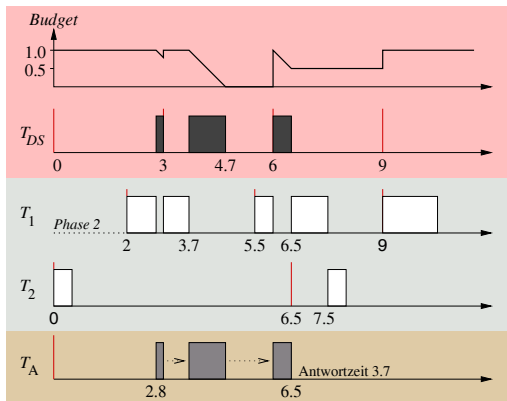 Budget
1.0
0.5
T_DS
0 3 4.7 6 9
T_1
Phase 2
2 3.7 5.5 6.5 9
T_2
0 6.5 7.5
T_A
Antwortzeit 3.7
2.8 6.5